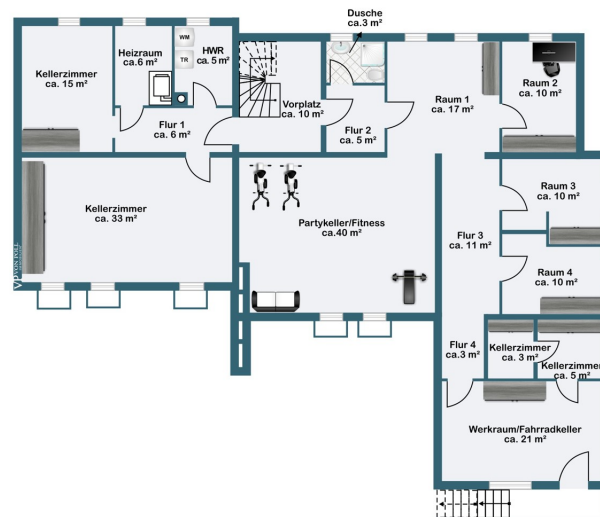 Dusche
ca.3 m²
Kellerzimmer
ca. 15 m²
Heizraum
ca.6 m²
WM
TR
HWR
ca. 5 m²
Vorplatz
ca. 10 m²
Flur 1
ca. 6 m²
Flur 2
ca. 5 m²
Raum 1
ca. 17 m²
Raum 2
ca. 10 m²
Kellerzimmer
ca. 33 m²
Partykeller/Fitness
ca.40 m²
Flur 3
ca. 11 m²
Raum 3
ca. 10 m²
Raum 4
ca. 10 m²
Flur 4
ca.3 m²
Kellerzimmer
ca. 3 m²
Kellerzimmer
ca. 5 m²
Werkraum/Fahrradkeller
ca. 21 m²
VP VON POLL